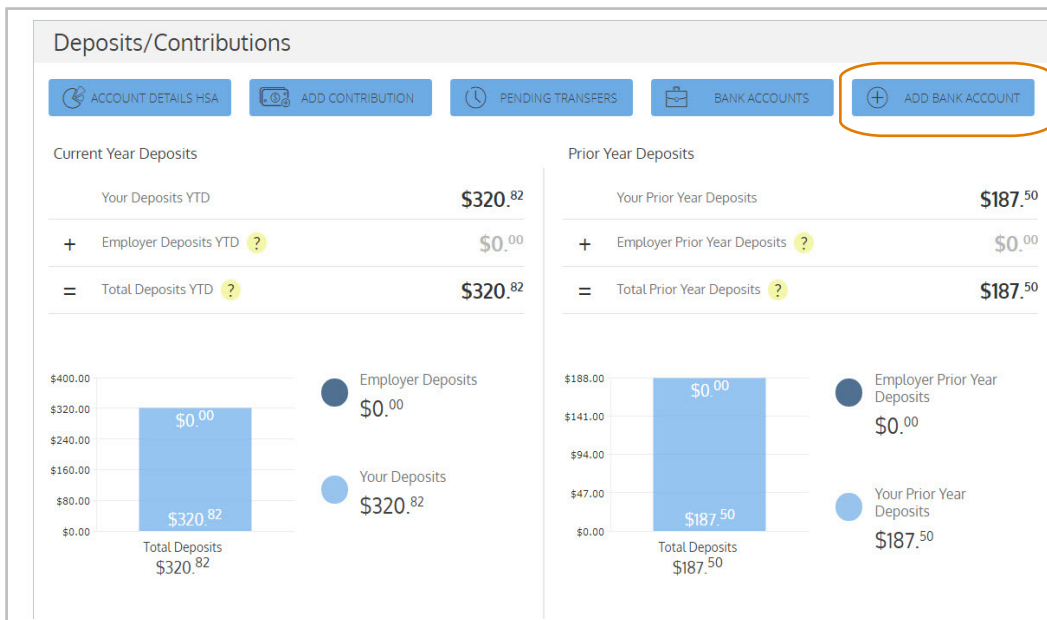 Deposits/Contributions
ACCOUNT DETAILS HSA
ADD CONTRIBUTION
PENDING TRANSFERS
BANK ACCOUNTS
ADD BANK ACCOUNT
Current Year Deposits
Your Deposits YTD $320.82
+ Employer Deposits YTD ? $0.00
= Total Deposits YTD ? $320.82
$400.00
$320.00
$240.00
$160.00
$80.00
$0.00
$0.00
$320.82
Total Deposits
$320.82
Employer Deposits
$0.00
Your Deposits
$320.82
Prior Year Deposits
Your Prior Year Deposits $187.50
+ Employer Prior Year Deposits ? $0.00
= Total Prior Year Deposits ? $187.50
$188.00
$141.00
$94.00
$47.00
$0.00
$0.00
$187.50
Total Deposits
$187.50
Employer Prior Year
Deposits
$0.00
Your Prior Year
Deposits
$187.50